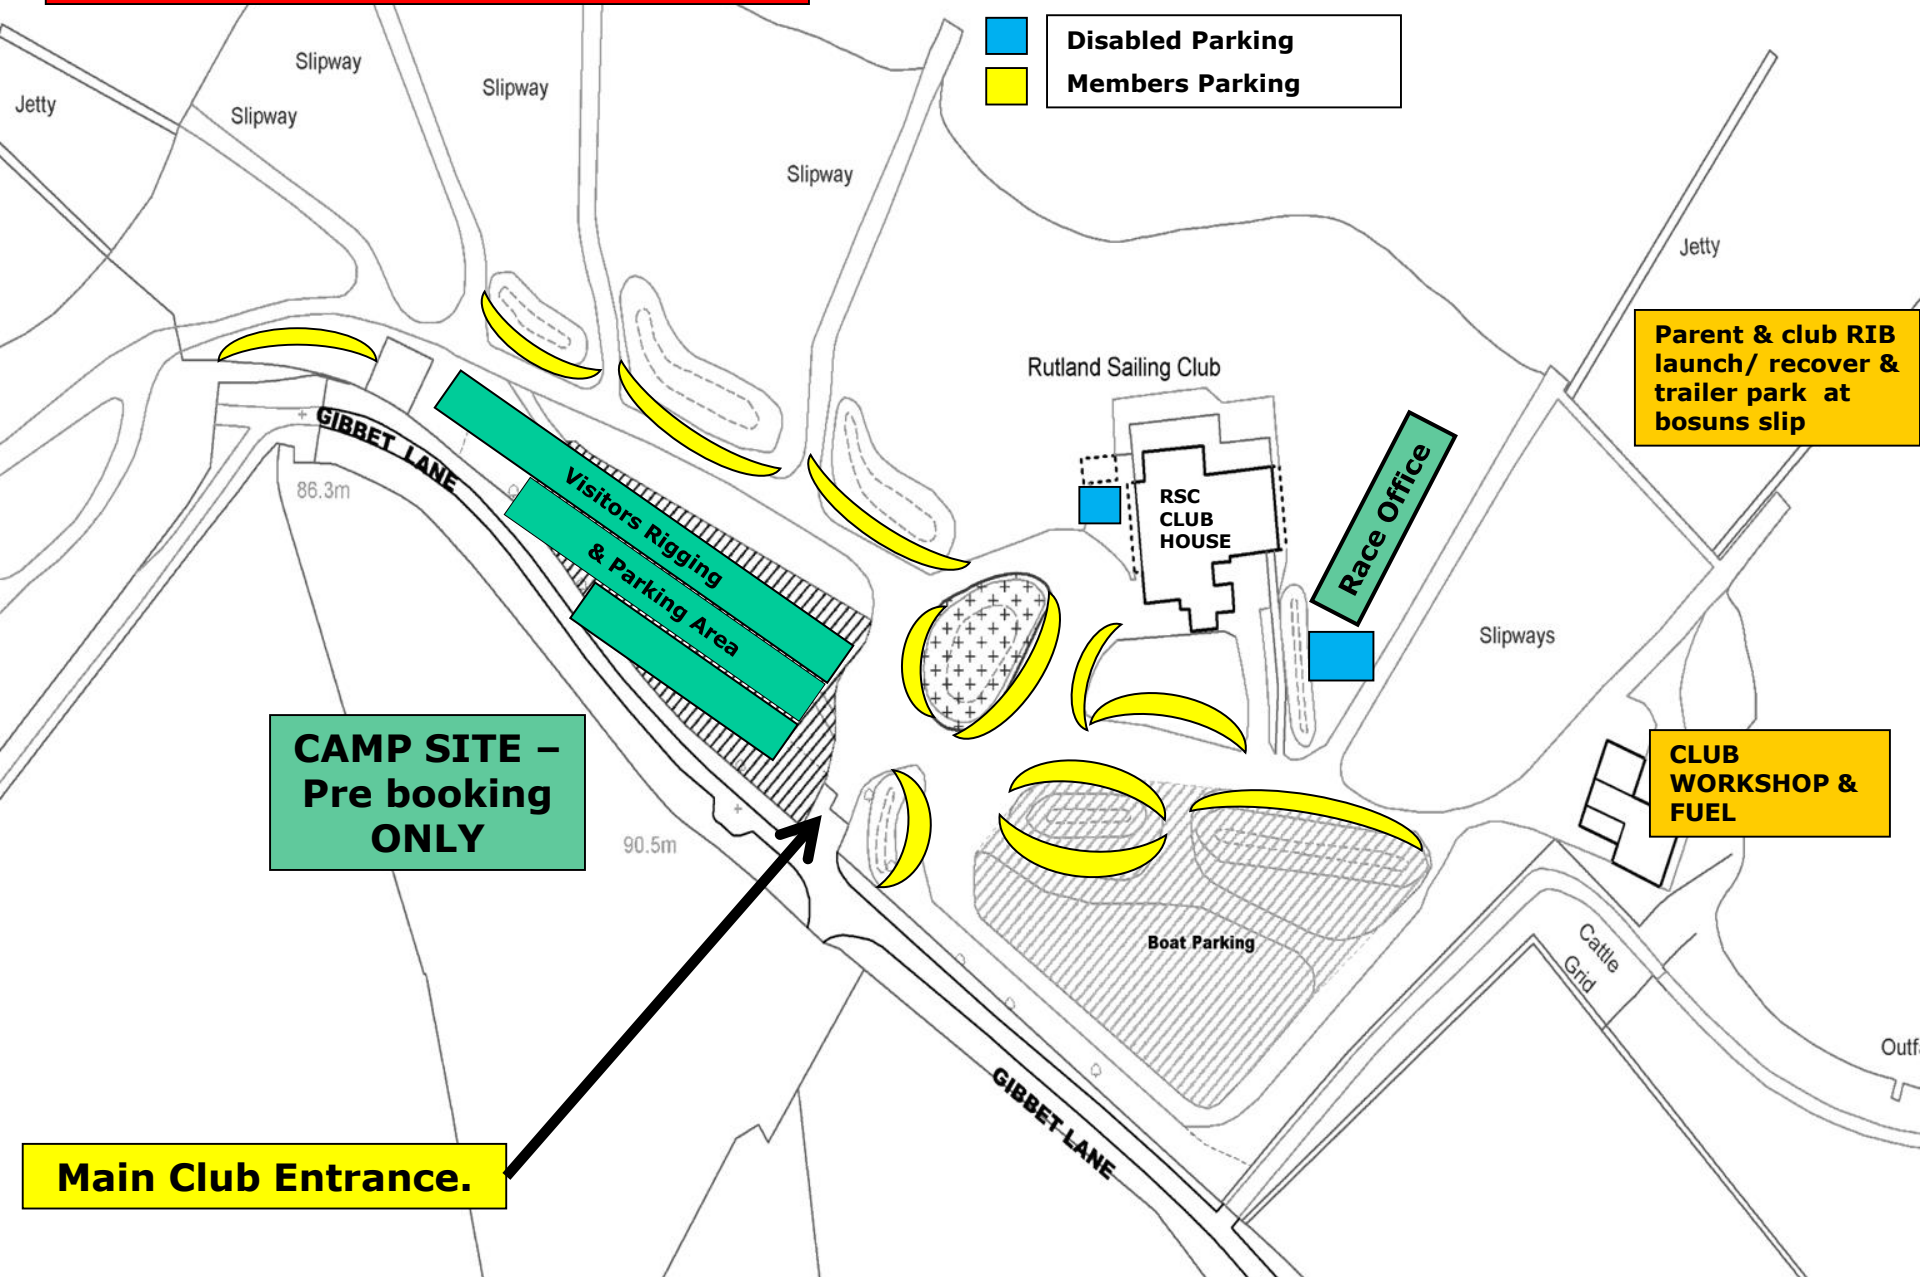 Disabled Parking
Members Parking
Slipway
Slipway
Jetty
Slipway
Slipway
Jetty
Parent & club RIB
launch/ recover &
trailer park at
bosuns slip
Rutland Sailing Club
GIBBET LANE
86.3m
Visitors Rigging
& Parking Area
RSC
CLUB
HOUSE
Race Office
Slipways
CAMP SITE –
Pre booking
ONLY
90.5m
CLUB
WORKSHOP &
FUEL
Boat Parking
Cattle
Grid
GIBBET LANE
Main Club Entrance.